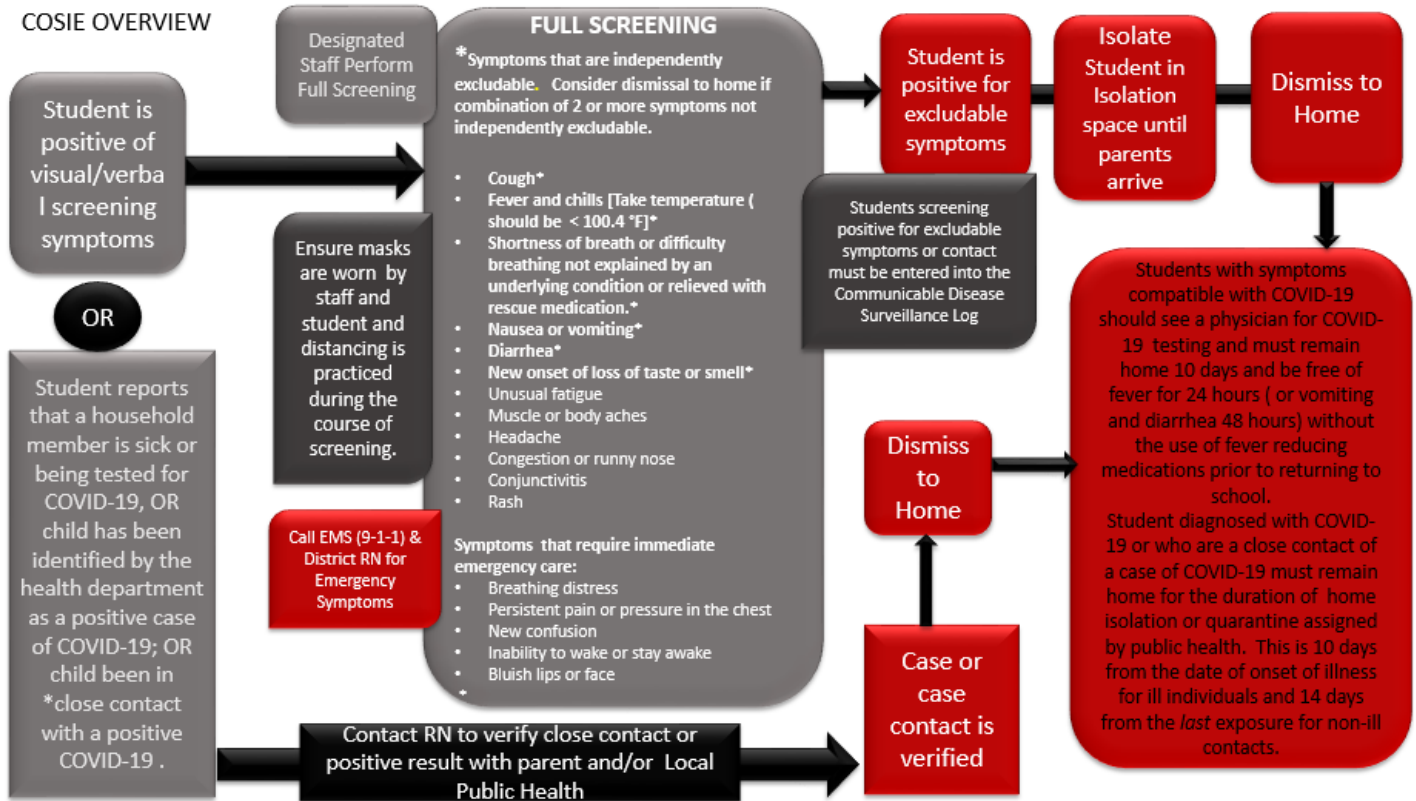 COSIE OVERVIEW
Student is
positive of
visual/verba
l screening
symptoms
OR
Student reports
that a household
member is sick or
being tested for
COVID-19, OR
child has been
identified by the
health department
as a positive case
of COVID-19; OR
child been in
*close contact
with a positive
COVID-19 .
Designated
Staff Perform
Full Screening
Ensure masks
are worn by
staff and
student and
distancing is
practiced
during the
course of
screening.
Call EMS (9-1-1) &
District RN for
Emergency
Symptoms
FULL SCREENING
*Symptoms that are independently
excludable. Consider dismissal to home if
combination of 2 or more symptoms not
independently excludable.
• Cough*
• Fever and chills [Take temperature (
should be < 100.4 °F]*
• Shortness of breath or difficulty
breathing not explained by an
underlying condition or relieved with
rescue medication.*
• Nausea or vomiting*
• Diarrhea*
• New onset of loss of taste or smell*
• Unusual fatigue
• Muscle or body aches
• Headache
• Congestion or runny nose
• Conjunctivitis
• Rash
Symptoms that require immediate
emergency care:
• Breathing distress
• Persistent pain or pressure in the chest
• New confusion
• Inability to wake or stay awake
• Bluish lips or face
*
Contact RN to verify close contact or
positive result with parent and/or Local
Public Health
Student is
positive for
excludable
symptoms
Students screening
positive for excludable
symptoms or contact
must be entered into the
Communicable Disease
Surveillance Log
Isolate
Student in
Isolation
space until
parents
arrive
Dismiss to
Home
Case or
case
contact is
verified
Dismiss
to
Home
Students with symptoms
compatible with COVID-19
should see a physician for COVID-
19 testing and must remain
home 10 days and be free of
fever for 24 hours ( or vomiting
and diarrhea 48 hours) without
the use of fever reducing
medications prior to returning to
school.
Student diagnosed with COVID-
19 or who are a close contact of
a case of COVID-19 must remain
home for the duration of home
isolation or quarantine assigned
by public health. This is 10 days
from the date of onset of illness
for ill individuals and 14 days
from the last exposure for non-ill
contacts.